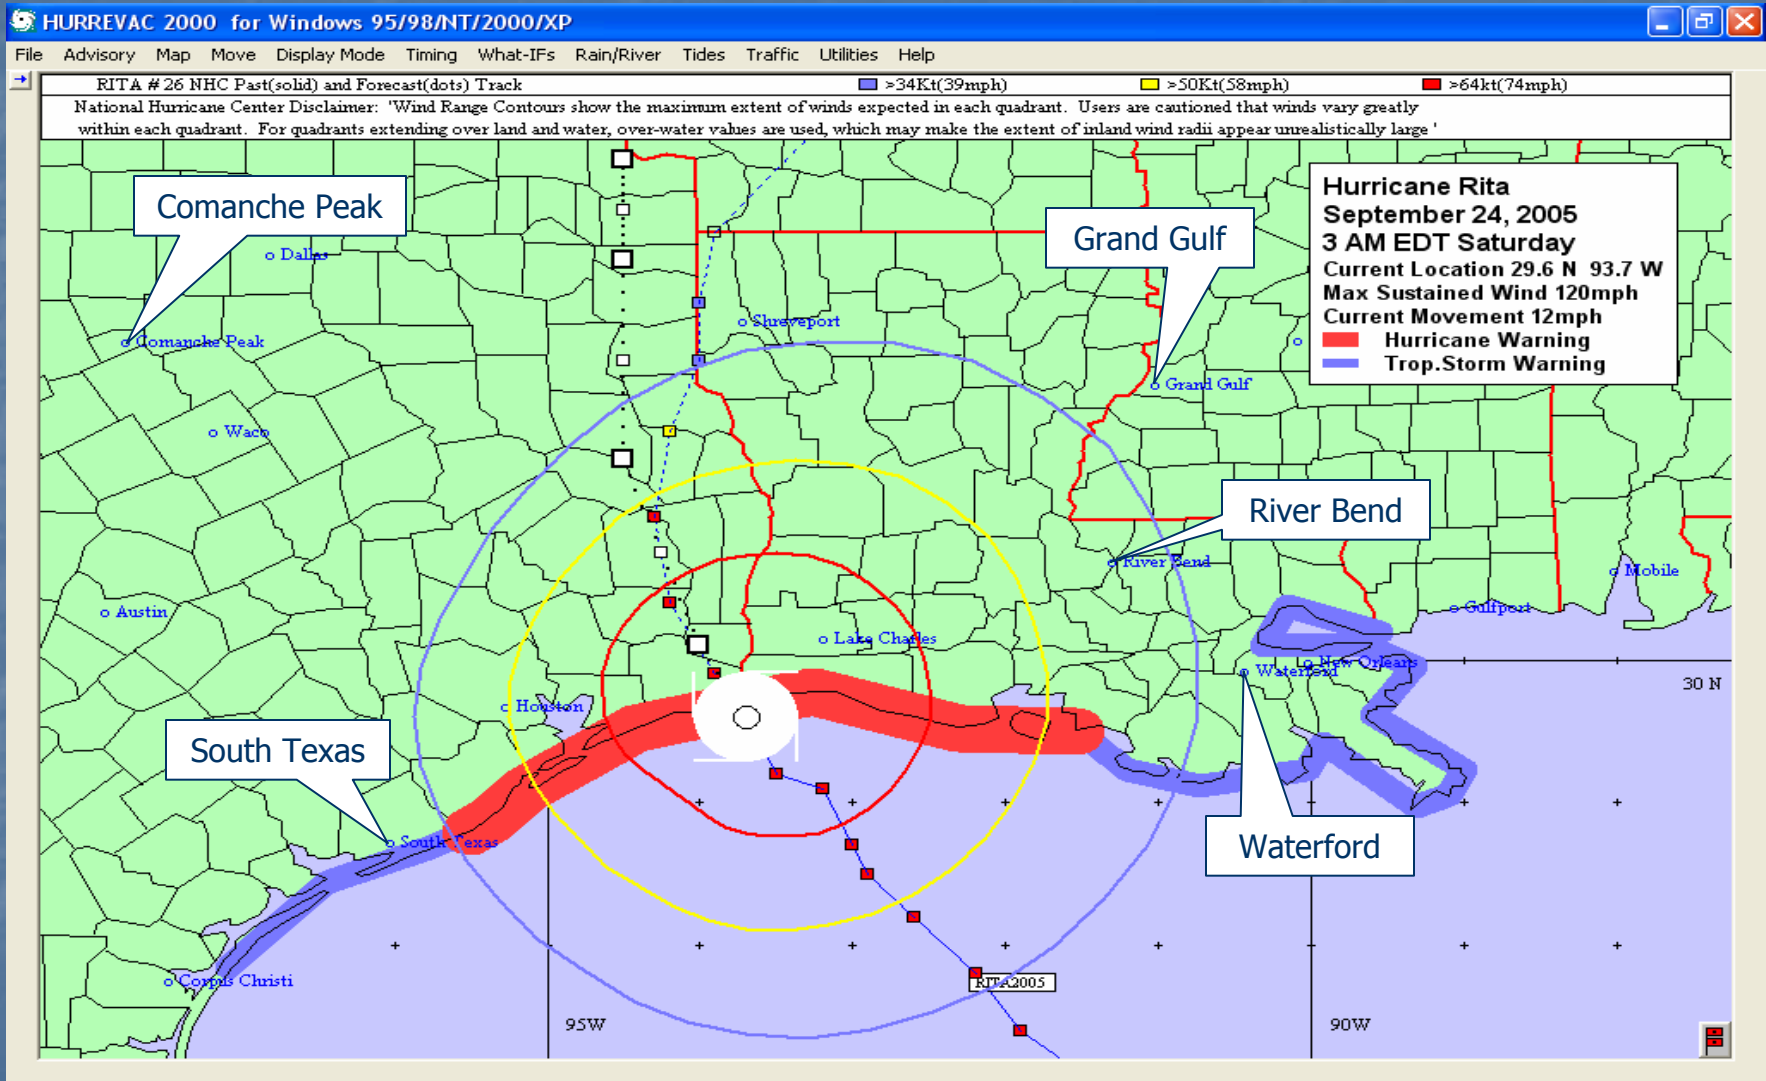 HURREVAC 2000 for Windows 95/98/NT/2000/XP
File Advisory Map Move Display Mode Timing What-IFs Rain/River Tides Traffic Utilities Help
RITA # 26 NHC Past(solid) and Forecast(dots) Track >34Kt(39mph) >50Kt(58mph) >64kt(74mph)
National Hurricane Center Disclaimer: 'Wind Range Contours show the maximum extent of winds expected in each quadrant. Users are cautioned that winds vary greatly
within each quadrant. For quadrants extending over land and water, over-water values are used, which may make the extent of inland wind radii appear unrealistically large '
Hurricane Rita
September 24, 2005
3 AM EDT Saturday
Current Location 29.6 N 93.7 W
Max Sustained Wind 120mph
Current Movement 12mph
Hurricane Warning
Trop.Storm Warning
Comanche Peak
Grand Gulf
Dallas
Shreveport
Comanche Peak
Grand Gulf
Waco
River Bend
River Bend
Mobile
Austin
Gulfport
Lake Charles
New Orleans
Waterford
30 N
Houston
South Texas
South Texas
Waterford
Corpus Christi
RITA2005
95W
90W